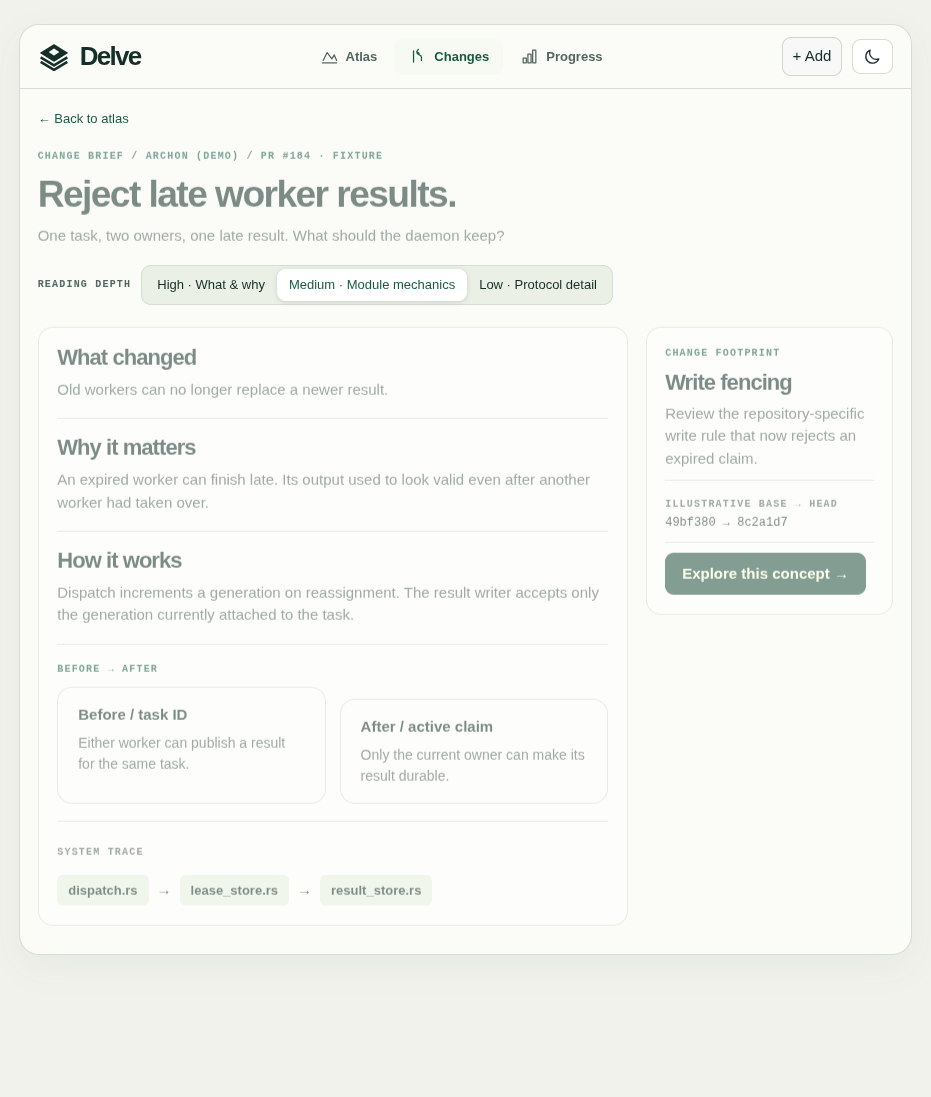 Delve
Atlas
Changes
Progress
+ Add
← Back to atlas
CHANGE BRIEF / ARCHON (DEMO) / PR #184 · FIXTURE
Reject late worker results.
One task, two owners, one late result. What should the daemon keep?
READING DEPTH
High · What & why
Medium · Module mechanics
Low · Protocol detail
What changed
Old workers can no longer replace a newer result.
Why it matters
An expired worker can finish late. Its output used to look valid even after another
worker had taken over.
How it works
Dispatch increments a generation on reassignment. The result writer accepts only
the generation currently attached to the task.
BEFORE → AFTER
Before / task ID
Either worker can publish a result
for the same task.
After / active claim
Only the current owner can make its
result durable.
SYSTEM TRACE
dispatch.rs → lease_store.rs → result_store.rs
CHANGE FOOTPRINT
Write fencing
Review the repository-specific
write rule that now rejects an
expired claim.
ILLUSTRATIVE BASE → HEAD
49bf380 → 8c2a1d7
Explore this concept →